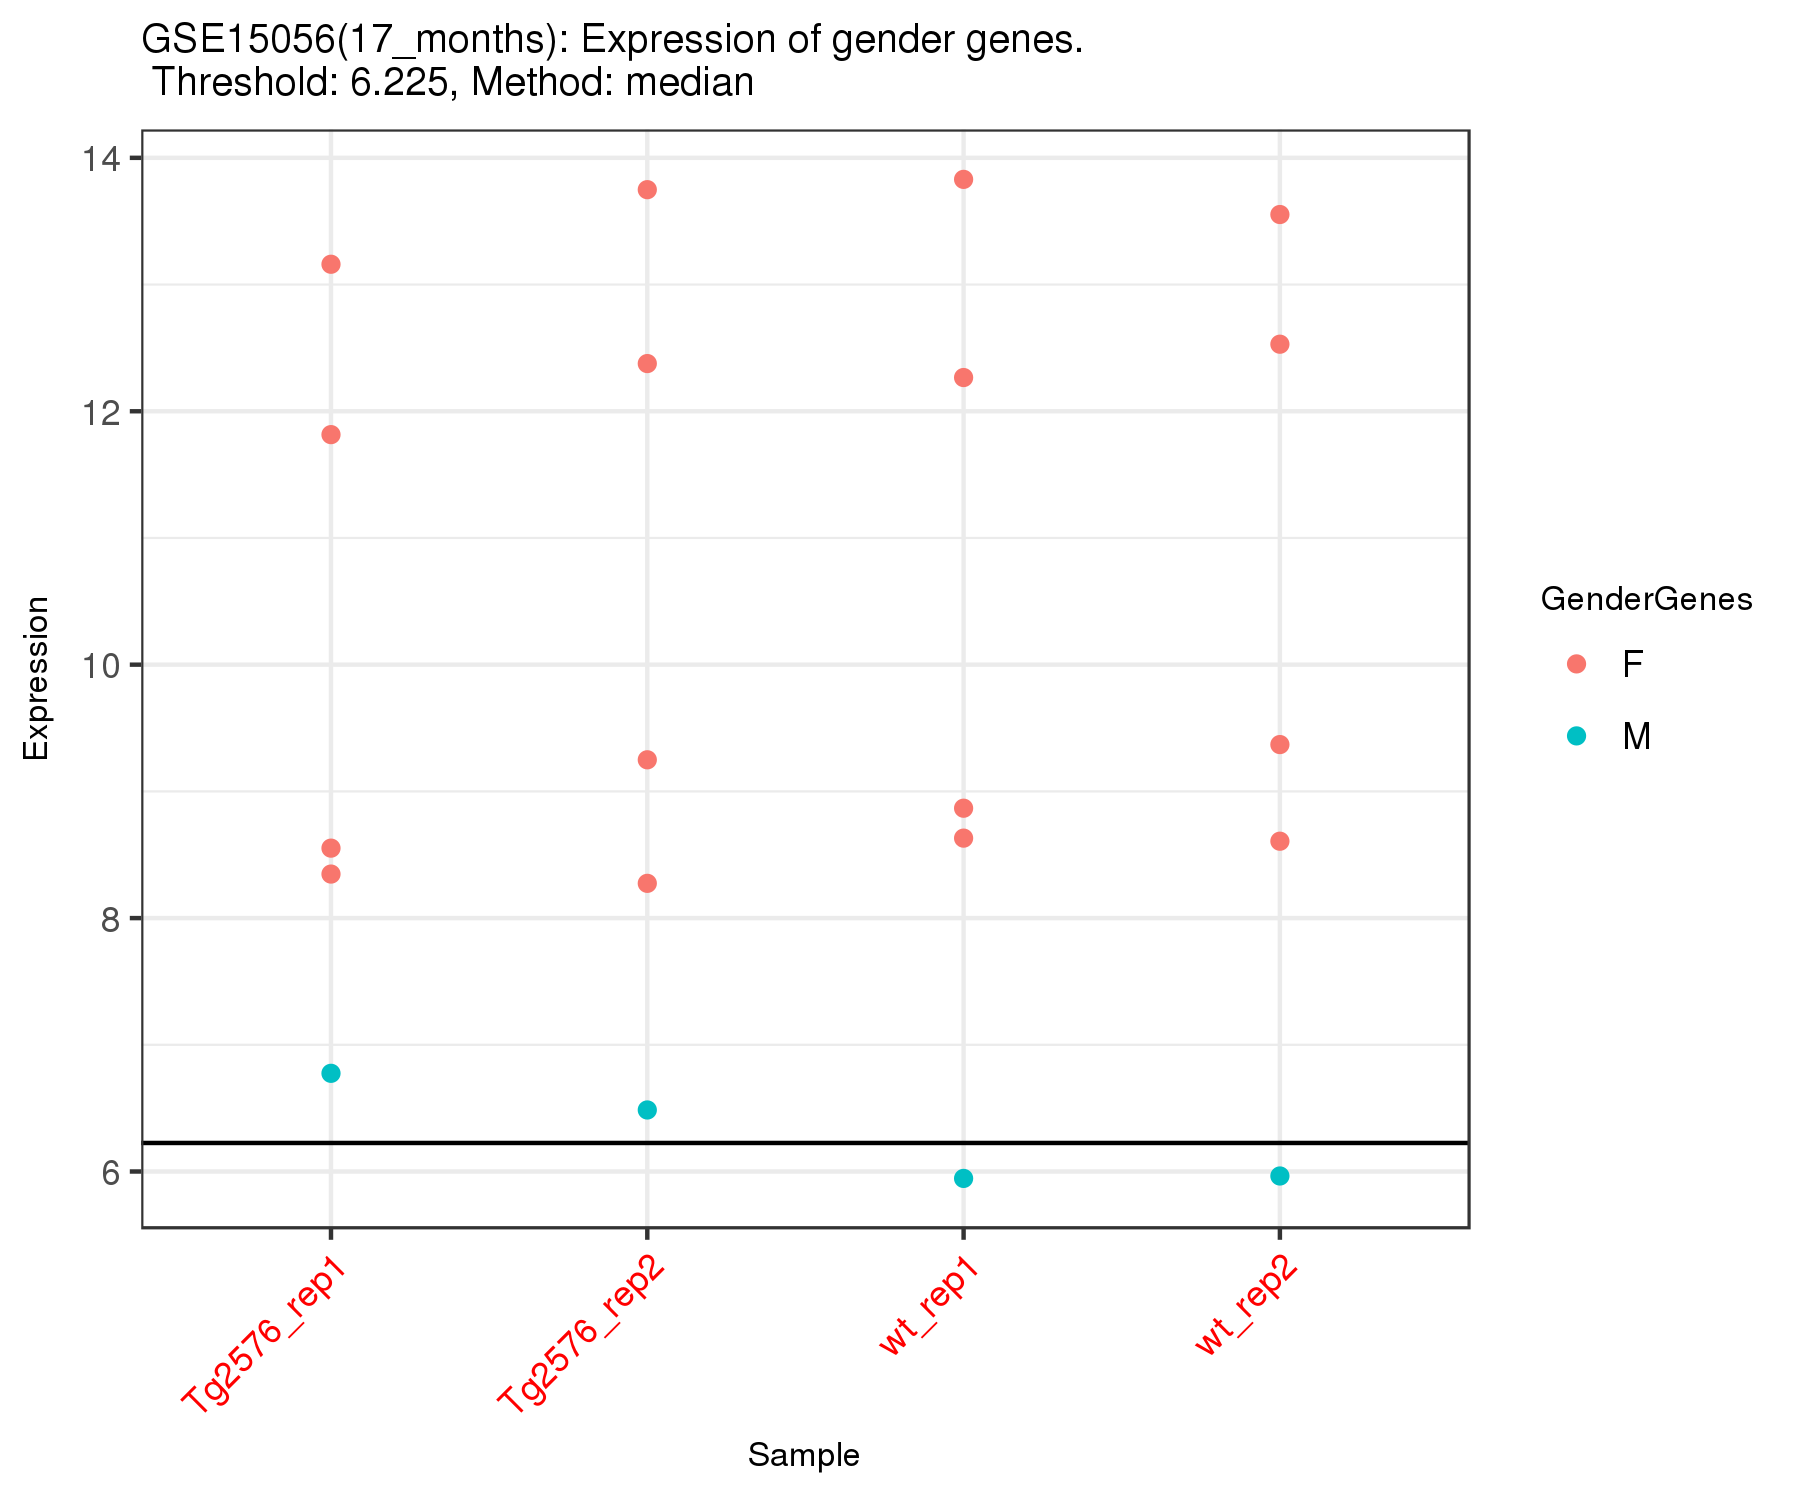 GSE15056(17_months): Expression of gender genes.
Threshold: 6.225, Method: median
14
12
10
8
6
Expression
Tg2576_rep1
Tg2576_rep2
wt_rep1
wt_rep2
Sample
GenderGenes
F
M